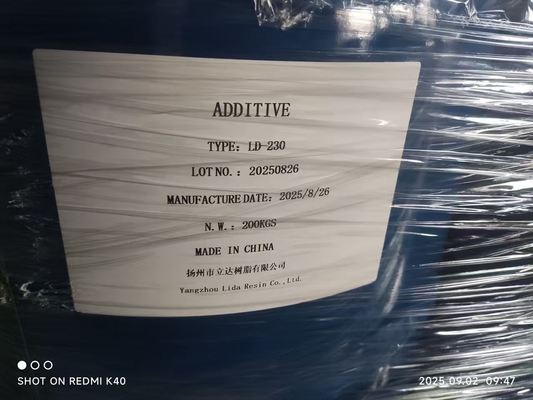 ADDITIVE
TYPE: LD-230
LOT NO.: 20250826
MANUFACTURE DATE: 2025/8/26
N.W.: 200KGS
MADE IN CHINA
扬州市立达树脂有限公司
Yangzhou Lida Resin Co.,Ltd.
SHOT ON REDMI K40
2025.09.02 09:47